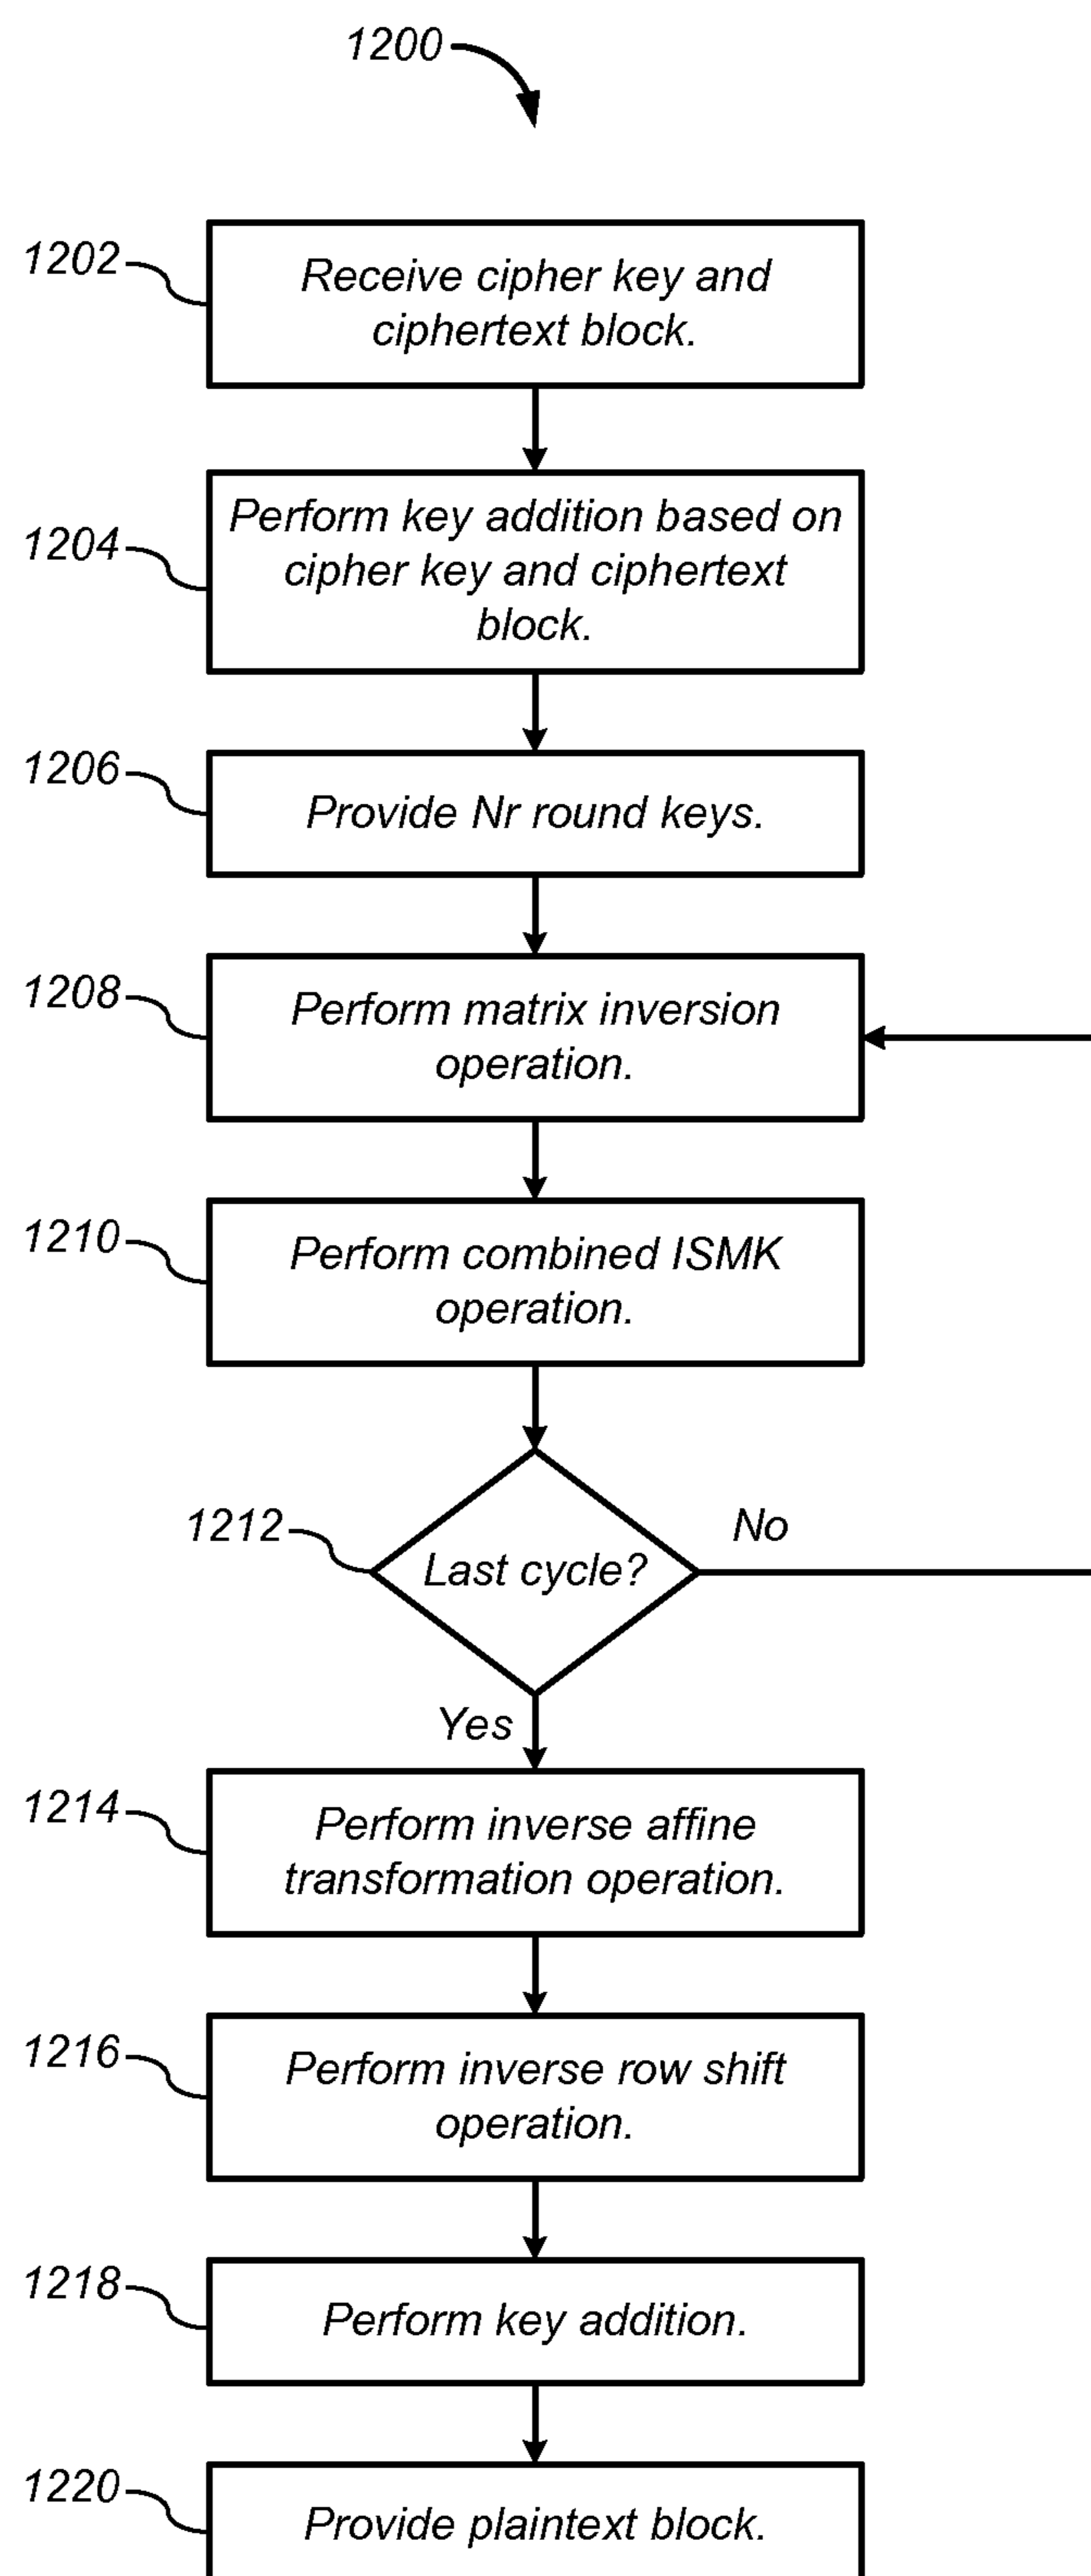 1200
1202
Receive cipher key and
ciphertext block.
1204
Perform key addition based on
cipher key and ciphertext
block.
1206
Provide Nr round keys.
1208
Perform matrix inversion
operation.
1210
Perform combined ISMK
operation.
1212
Last cycle?
No
Yes
1214
Perform inverse affine
transformation operation.
1216
Perform inverse row shift
operation.
1218
Perform key addition.
1220
Provide plaintext block.